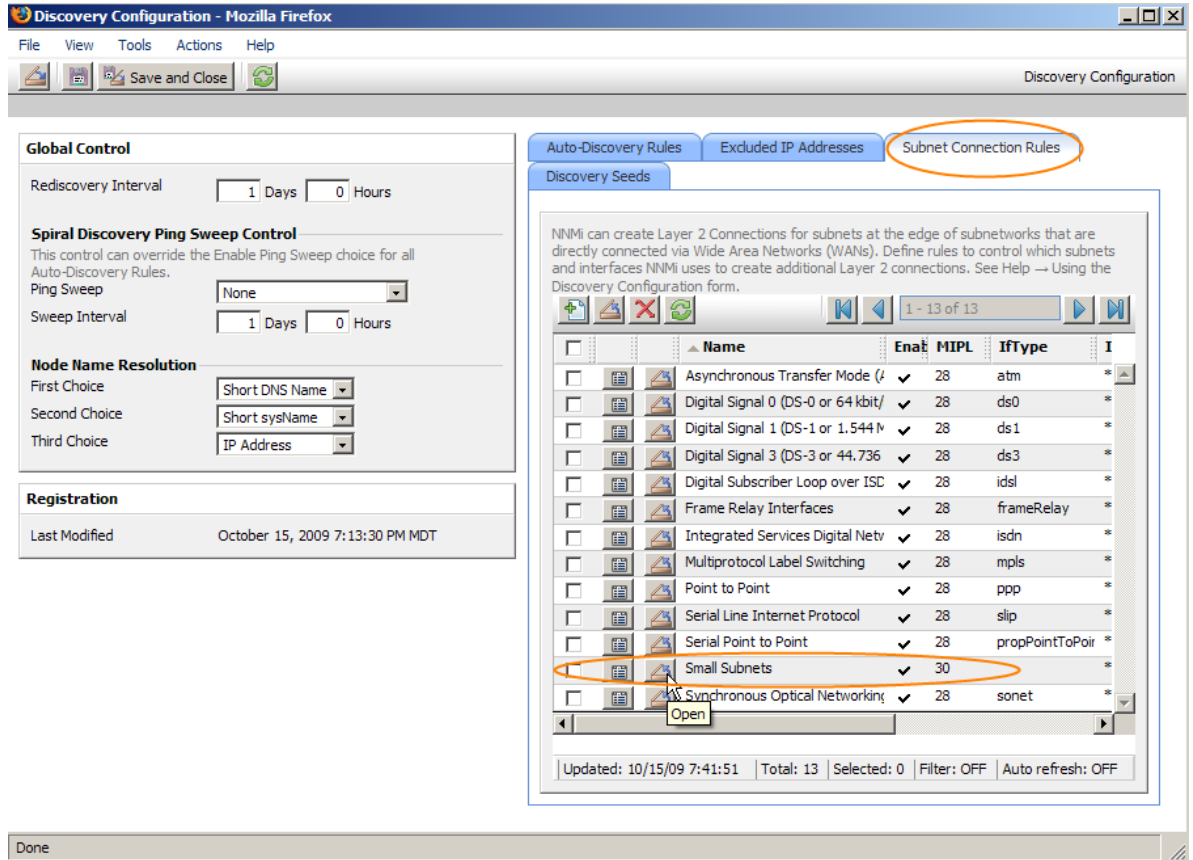 Discovery Configuration - Mozilla Firefox
File View Tools Actions Help
Save and Close
Discovery Configuration
Global Control
Rediscovery Interval 1 Days 0 Hours
Spiral Discovery Ping Sweep Control
This control can override the Enable Ping Sweep choice for all
Auto-Discovery Rules.
Ping Sweep None
Sweep Interval 1 Days 0 Hours
Node Name Resolution
First Choice Short DNS Name
Second Choice Short sysName
Third Choice IP Address
Registration
Last Modified October 15, 2009 7:13:30 PM MDT
Auto-Discovery Rules Excluded IP Addresses Subnet Connection Rules
Discovery Seeds
NNMi can create Layer 2 Connections for subnets at the edge of subnetworks that are
directly connected via Wide Area Networks (WANs). Define rules to control which subnets
and interfaces NNMi uses to create additional Layer 2 connections. See Help → Using the
Discovery Configuration form.
1 - 13 of 13
Name Enab MIPL IfType I
Asynchronous Transfer Mode (A 28 atm *
Digital Signal 0 (DS-0 or 64 kbit/ 28 ds0 *
Digital Signal 1 (DS-1 or 1.544 M 28 ds1 *
Digital Signal 3 (DS-3 or 44.736 28 ds3 *
Digital Subscriber Loop over ISD 28 idsl *
Frame Relay Interfaces 28 frameRelay *
Integrated Services Digital Netw 28 isdn *
Multiprotocol Label Switching 28 mpls *
Point to Point 28 ppp *
Serial Line Internet Protocol 28 slip *
Serial Point to Point 28 propPointToPoin *
Small Subnets 30 *
Synchronous Optical Networking 28 sonet *
Open
Updated: 10/15/09 7:41:51 Total: 13 Selected: 0 Filter: OFF Auto refresh: OFF
Done